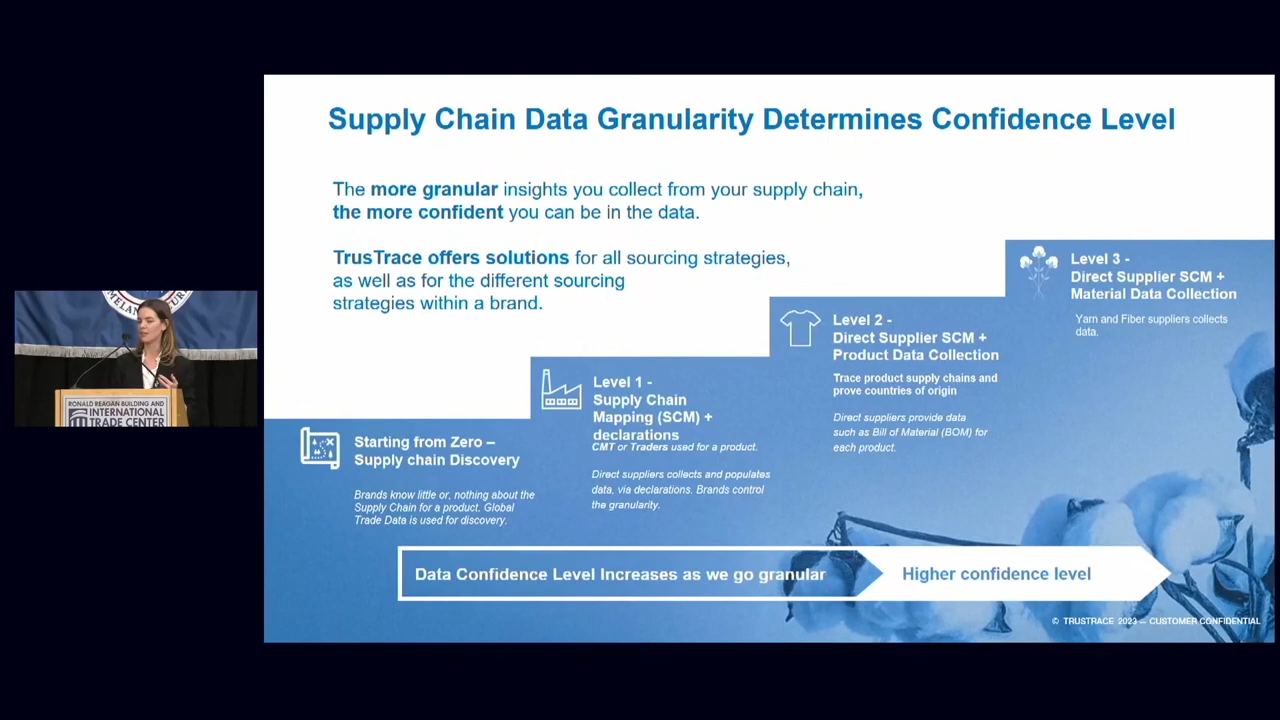 Supply Chain Data Granularity Determines Confidence Level
The more granular insights you collect from your supply chain,
the more confident you can be in the data.
TrusTrace offers solutions for all sourcing strategies,
as well as for the different sourcing
strategies within a brand.
Starting from Zero –
Supply chain Discovery
Brands know little or, nothing about the
Supply Chain for a product. Global
Trade Data is used for discovery.
Level 1 -
Supply Chain
Mapping (SCM) +
declarations
CMT or Traders used for a product.
Direct suppliers collects and populates
data, via declarations. Brands control
the granularity.
Level 2 -
Direct Supplier SCM +
Product Data Collection
Trace product supply chains and
prove countries of origin
Direct suppliers provide data
such as Bill of Material (BOM) for
each product.
Level 3 -
Direct Supplier SCM +
Material Data Collection
Yarn and Fiber suppliers collects
data.
Data Confidence Level Increases as we go granular
Higher confidence level
© TRUSTRACE 2023 – CUSTOMER CONFIDENTIAL
RONALD REAGAN BUILDING AND
INTERNATIONAL
TRADE CENTER